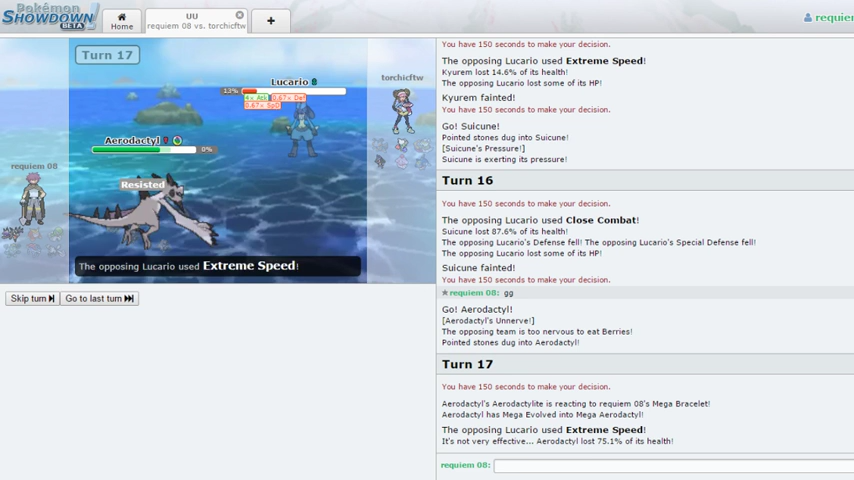 Pokémon
SHOWDOWN!
BETA
Home
UU
requiem 08 vs. torchicftw
+
requiem
Turn 17
Lucario
13%
4× Atk 0.67× Def
0.67× SpD
torchicftw
Aerodactyl
0%
requiem 08
Resisted
The opposing Lucario used Extreme Speed!
Skip turn
Go to last turn
You have 150 seconds to make your decision.
The opposing Lucario used Extreme Speed!
Kyurem lost 14.6% of its health!
The opposing Lucario lost some of its HP!
Kyurem fainted!
You have 150 seconds to make your decision.
Go! Suicune!
Pointed stones dug into Suicune!
[Suicune's Pressure!]
Suicune is exerting its pressure!
Turn 16
You have 150 seconds to make your decision.
The opposing Lucario used Close Combat!
Suicune lost 87.6% of its health!
The opposing Lucario's Defense fell! The opposing Lucario's Special Defense fell!
The opposing Lucario lost some of its HP!
Suicune fainted!
You have 150 seconds to make your decision.
★requiem 08: gg
Go! Aerodactyl!
[Aerodactyl's Unnerve!]
The opposing team is too nervous to eat Berries!
Pointed stones dug into Aerodactyl!
Turn 17
You have 150 seconds to make your decision.
Aerodactyl's Aerodactylite is reacting to requiem 08's Mega Bracelet!
Aerodactyl has Mega Evolved into Mega Aerodactyl!
The opposing Lucario used Extreme Speed!
It's not very effective... Aerodactyl lost 75.1% of its health!
requiem 08: